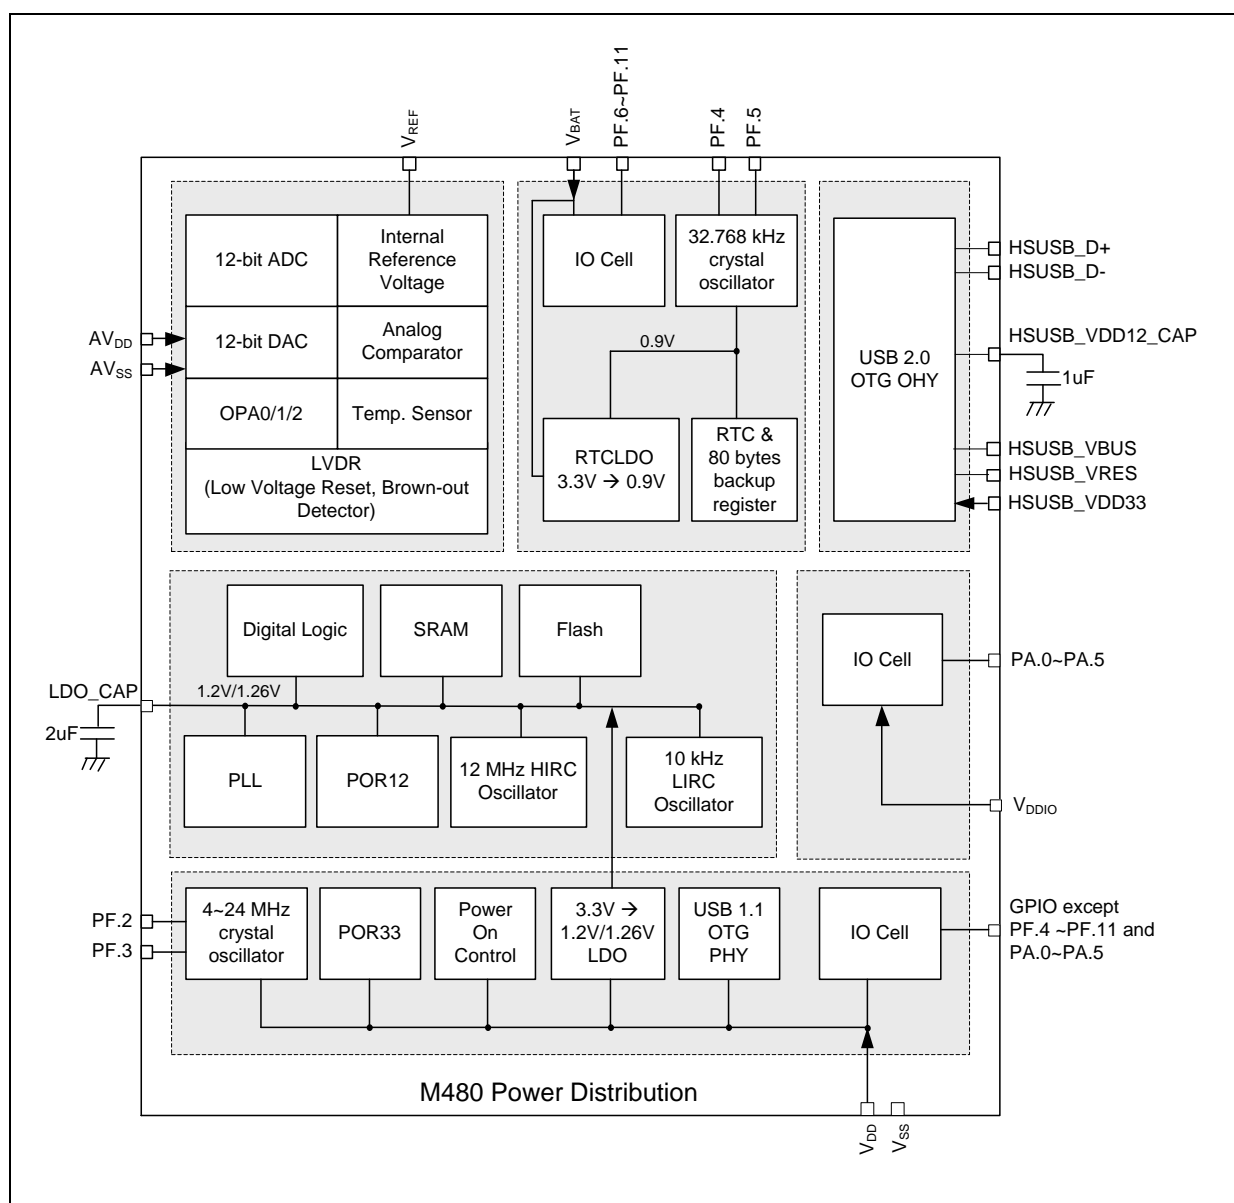 VREF
VBAT
PF.6~PF.11
PF.4
PF.5
12-bit ADC
Internal
Reference
Voltage
12-bit DAC
Analog
Comparator
OPA0/1/2
Temp. Sensor
LVDR
(Low Voltage Reset, Brown-out
Detector)
AVDD
AVSS
IO Cell
32.768 kHz
crystal
oscillator
0.9V
RTCLDO
3.3V → 0.9V
RTC &
80 bytes
backup
register
USB 2.0
OTG OHY
HSUSB_D+
HSUSB_D-
HSUSB_VDD12_CAP
1uF
HSUSB_VBUS
HSUSB_VRES
HSUSB_VDD33
Digital Logic
SRAM
Flash
LDO_CAP
1.2V/1.26V
2uF
PLL
POR12
12 MHz HIRC
Oscillator
10 kHz
LIRC
Oscillator
IO Cell
PA.0~PA.5
VDDIO
PF.2
PF.3
4~24 MHz
crystal
oscillator
POR33
Power
On
Control
3.3V →
1.2V/1.26V
LDO
USB 1.1
OTG
PHY
IO Cell
GPIO except
PF.4 ~PF.11 and
PA.0~PA.5
M480 Power Distribution
VDD
VSS